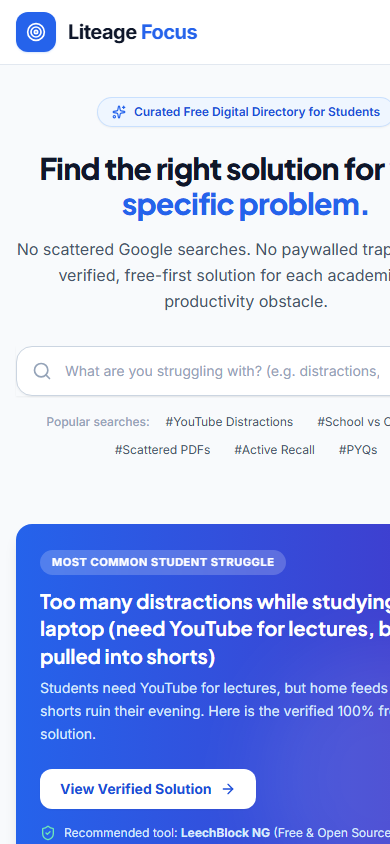 Liteage Focus
Curated Free Digital Directory for Students
Find the right solution for
specific problem.
No scattered Google searches. No paywalled
verified, free-first solution for each
productivity obstacle.
What are you struggling with? (e.g. distractions,
Popular searches: #YouTube Distractions #School vs
#Scattered PDFs #Active Recall #PYQs
MOST COMMON STUDENT STRUGGLE
Too many distractions while studying
laptop (need YouTube for lectures,
pulled into shorts)
Students need YouTube for lectures, but home feeds
shorts ruin their evening. Here is the verified 100%
solution.
View Verified Solution
Recommended tool: LeechBlock NG (Free & Open Source